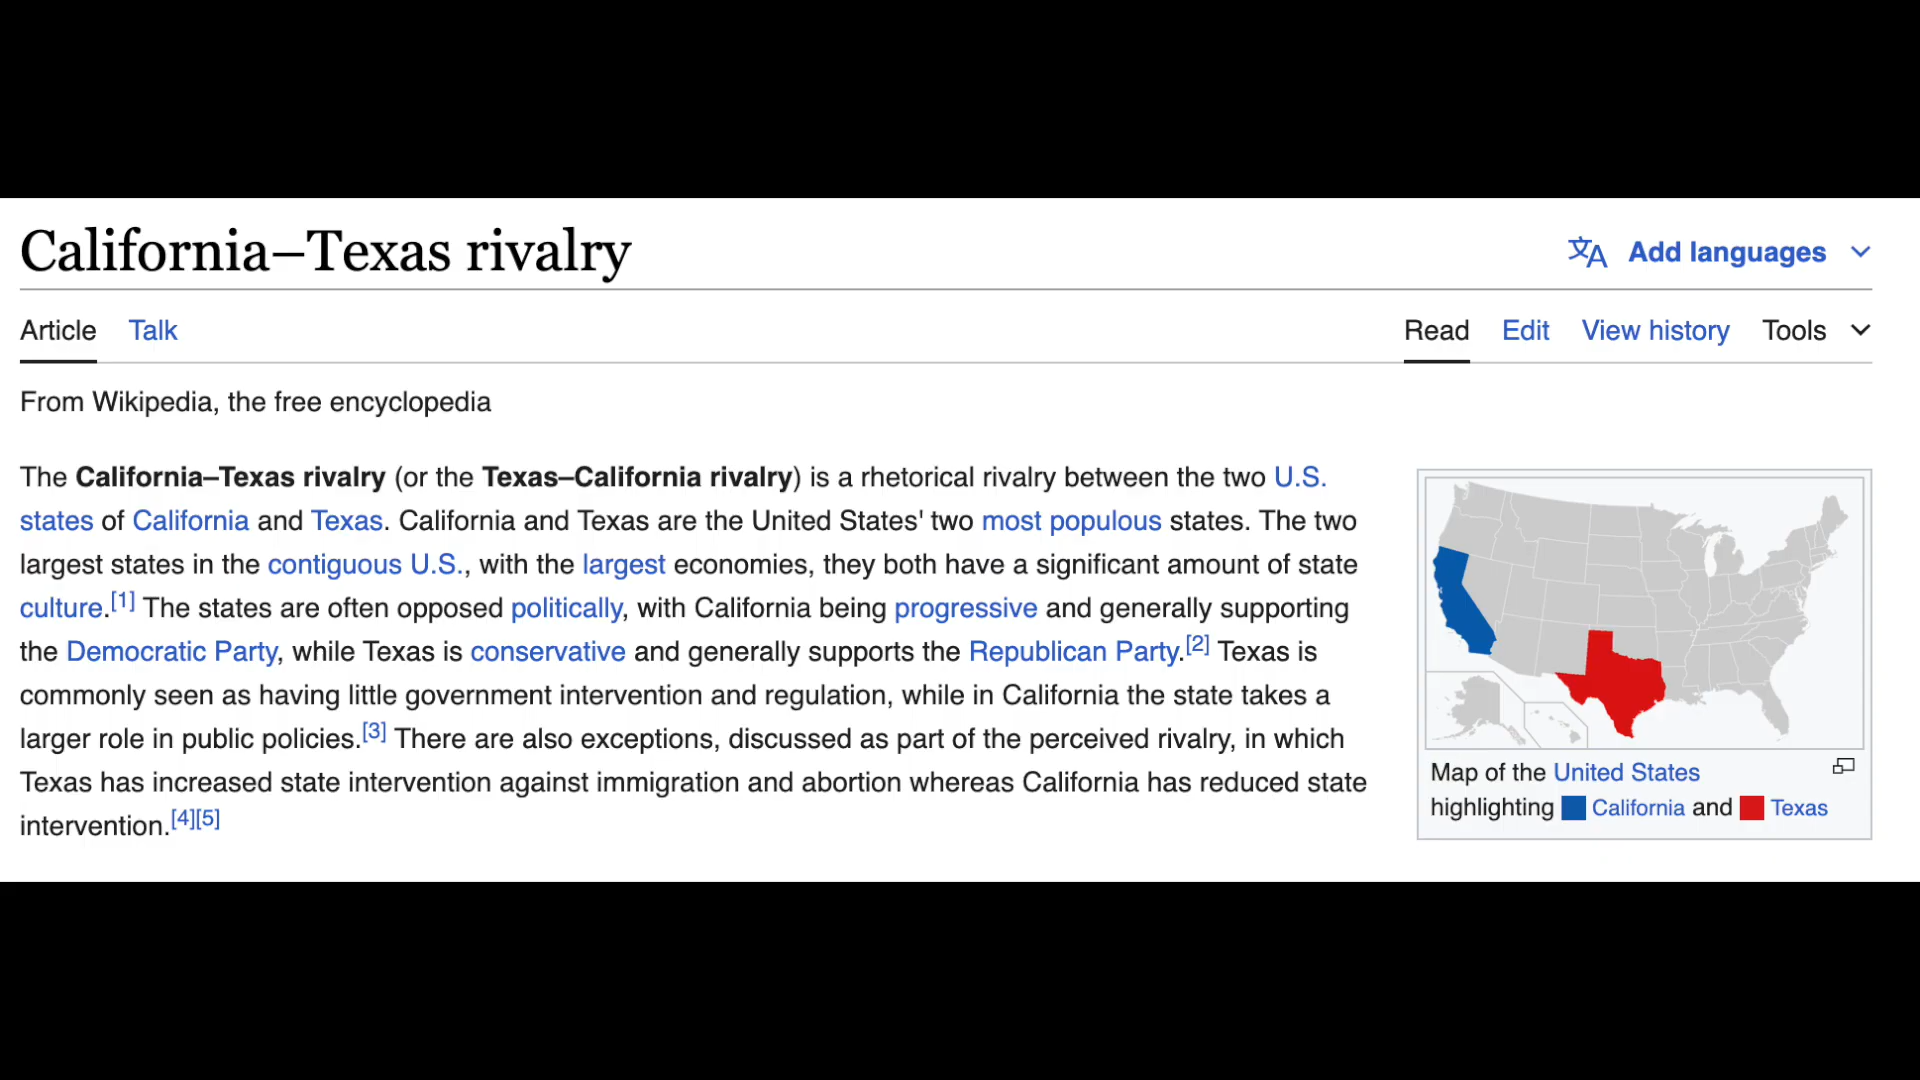 California–Texas rivalry
Add languages
Article Talk
Read Edit View history Tools
From Wikipedia, the free encyclopedia
The California–Texas rivalry (or the Texas–California rivalry) is a rhetorical rivalry between the two U.S.
states of California and Texas. California and Texas are the United States' two most populous states. The two
largest states in the contiguous U.S., with the largest economies, they both have a significant amount of state
culture.[1] The states are often opposed politically, with California being progressive and generally supporting
the Democratic Party, while Texas is conservative and generally supports the Republican Party.[2] Texas is
commonly seen as having little government intervention and regulation, while in California the state takes a
larger role in public policies.[3] There are also exceptions, discussed as part of the perceived rivalry, in which
Texas has increased state intervention against immigration and abortion whereas California has reduced state
intervention.[4][5]
Map of the United States
highlighting California and Texas